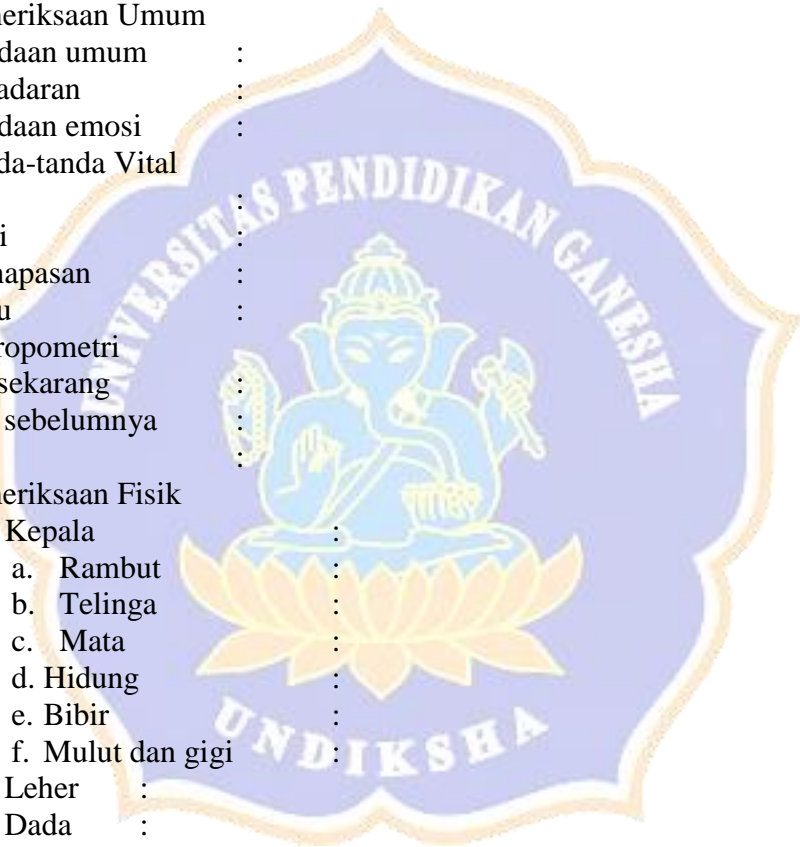 eriksaan Umum
daan umum :
adaran :
daan emosi :
da-tanda Vital
:
i :
napasan :
u :
ropometri
sekarang :
sebelumnya :
:
eriksaan Fisik
Kepala :
a. Rambut :
b. Telinga :
c. Mata :
d. Hidung :
e. Bibir :
f. Mulut dan gigi :
Leher :
Dada :
UNIVERSITAS PENDIDIKAN GANESHA
UNDIKSHA